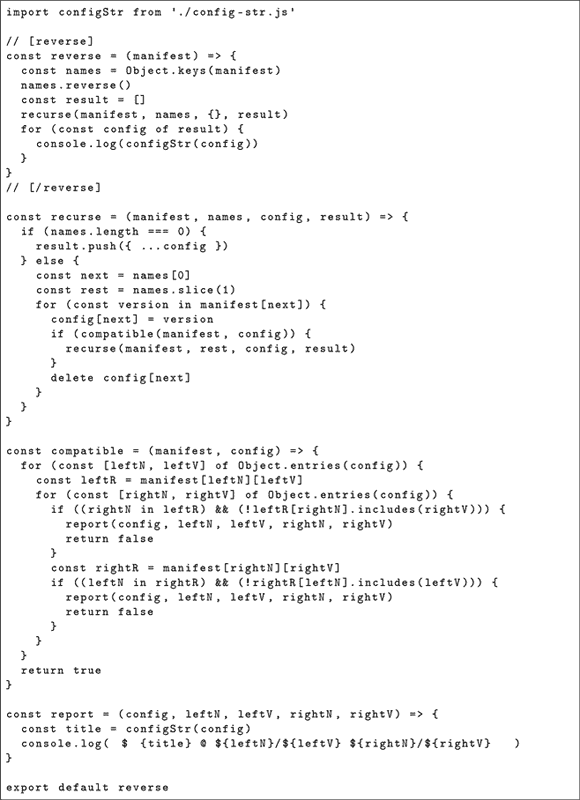 import configStr from './config-str.js'

// [reverse]
const reverse = (manifest) => {
  const names = Object.keys(manifest)
  names.reverse()
  const result = []
  recurse(manifest, names, {}, result)
  for (const config of result) {
    console.log(configStr(config))
  }
}
// [/reverse]

const recurse = (manifest, names, config, result) => {
  if (names.length === 0) {
    result.push({ ...config })
  } else {
    const next = names[0]
    const rest = names.slice(1)
    for (const version in manifest[next]) {
      config[next] = version
      if (compatible(manifest, config)) {
        recurse(manifest, rest, config, result)
      }
      delete config[next]
    }
  }
}

const compatible = (manifest, config) => {
  for (const [leftN, leftV] of Object.entries(config)) {
    const leftR = manifest[leftN][leftV]
    for (const [rightN, rightV] of Object.entries(config)) {
      if ((rightN in leftR) && (!leftR[rightN].includes(rightV))) {
        report(config, leftN, leftV, rightN, rightV)
        return false
      }
      const rightR = manifest[rightN][rightV]
      if ((leftN in rightR) && (!rightR[leftN].includes(leftV))) {
        report(config, leftN, leftV, rightN, rightV)
        return false
      }
    }
  }
  return true
}

const report = (config, leftN, leftV, rightN, rightV) => {
  const title = configStr(config)
  console.log( $ {title} @ ${leftN}/${leftV} ${rightN}/${rightV}   )
}

export default reverse